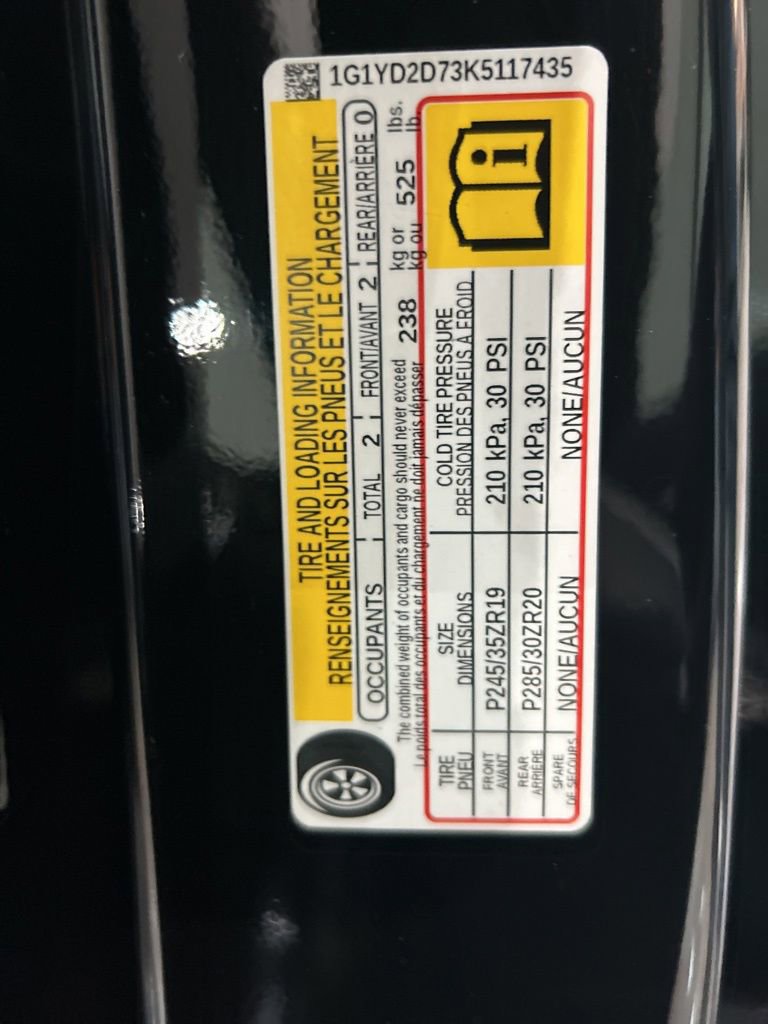 1G1YD2D73K5117435
TIRE AND LOADING INFORMATION
RENSEIGNEMENTS SUR LES PNEUS ET LE CHARGEMENT
OCCUPANTS TOTAL 2 FRONT/AVANT 2 REAR/ARRIÈRE 0
The combined weight of occupants and cargo should never exceed 238 kg or 525 lbs.
Le poids total des occupants et du chargement ne doit jamais dépasser kg ou lb.
TIRE SIZE COLD TIRE PRESSURE
PNEU DIMENSIONS PRESSION DES PNEUS A FROID
FRONT
AVANT P245/35ZR19 210 kPa, 30 PSI
REAR
ARRIÈRE P285/30ZR20 210 kPa, 30 PSI
SPARE
DE SECOURS NONE/AUCUN NONE/AUCUN